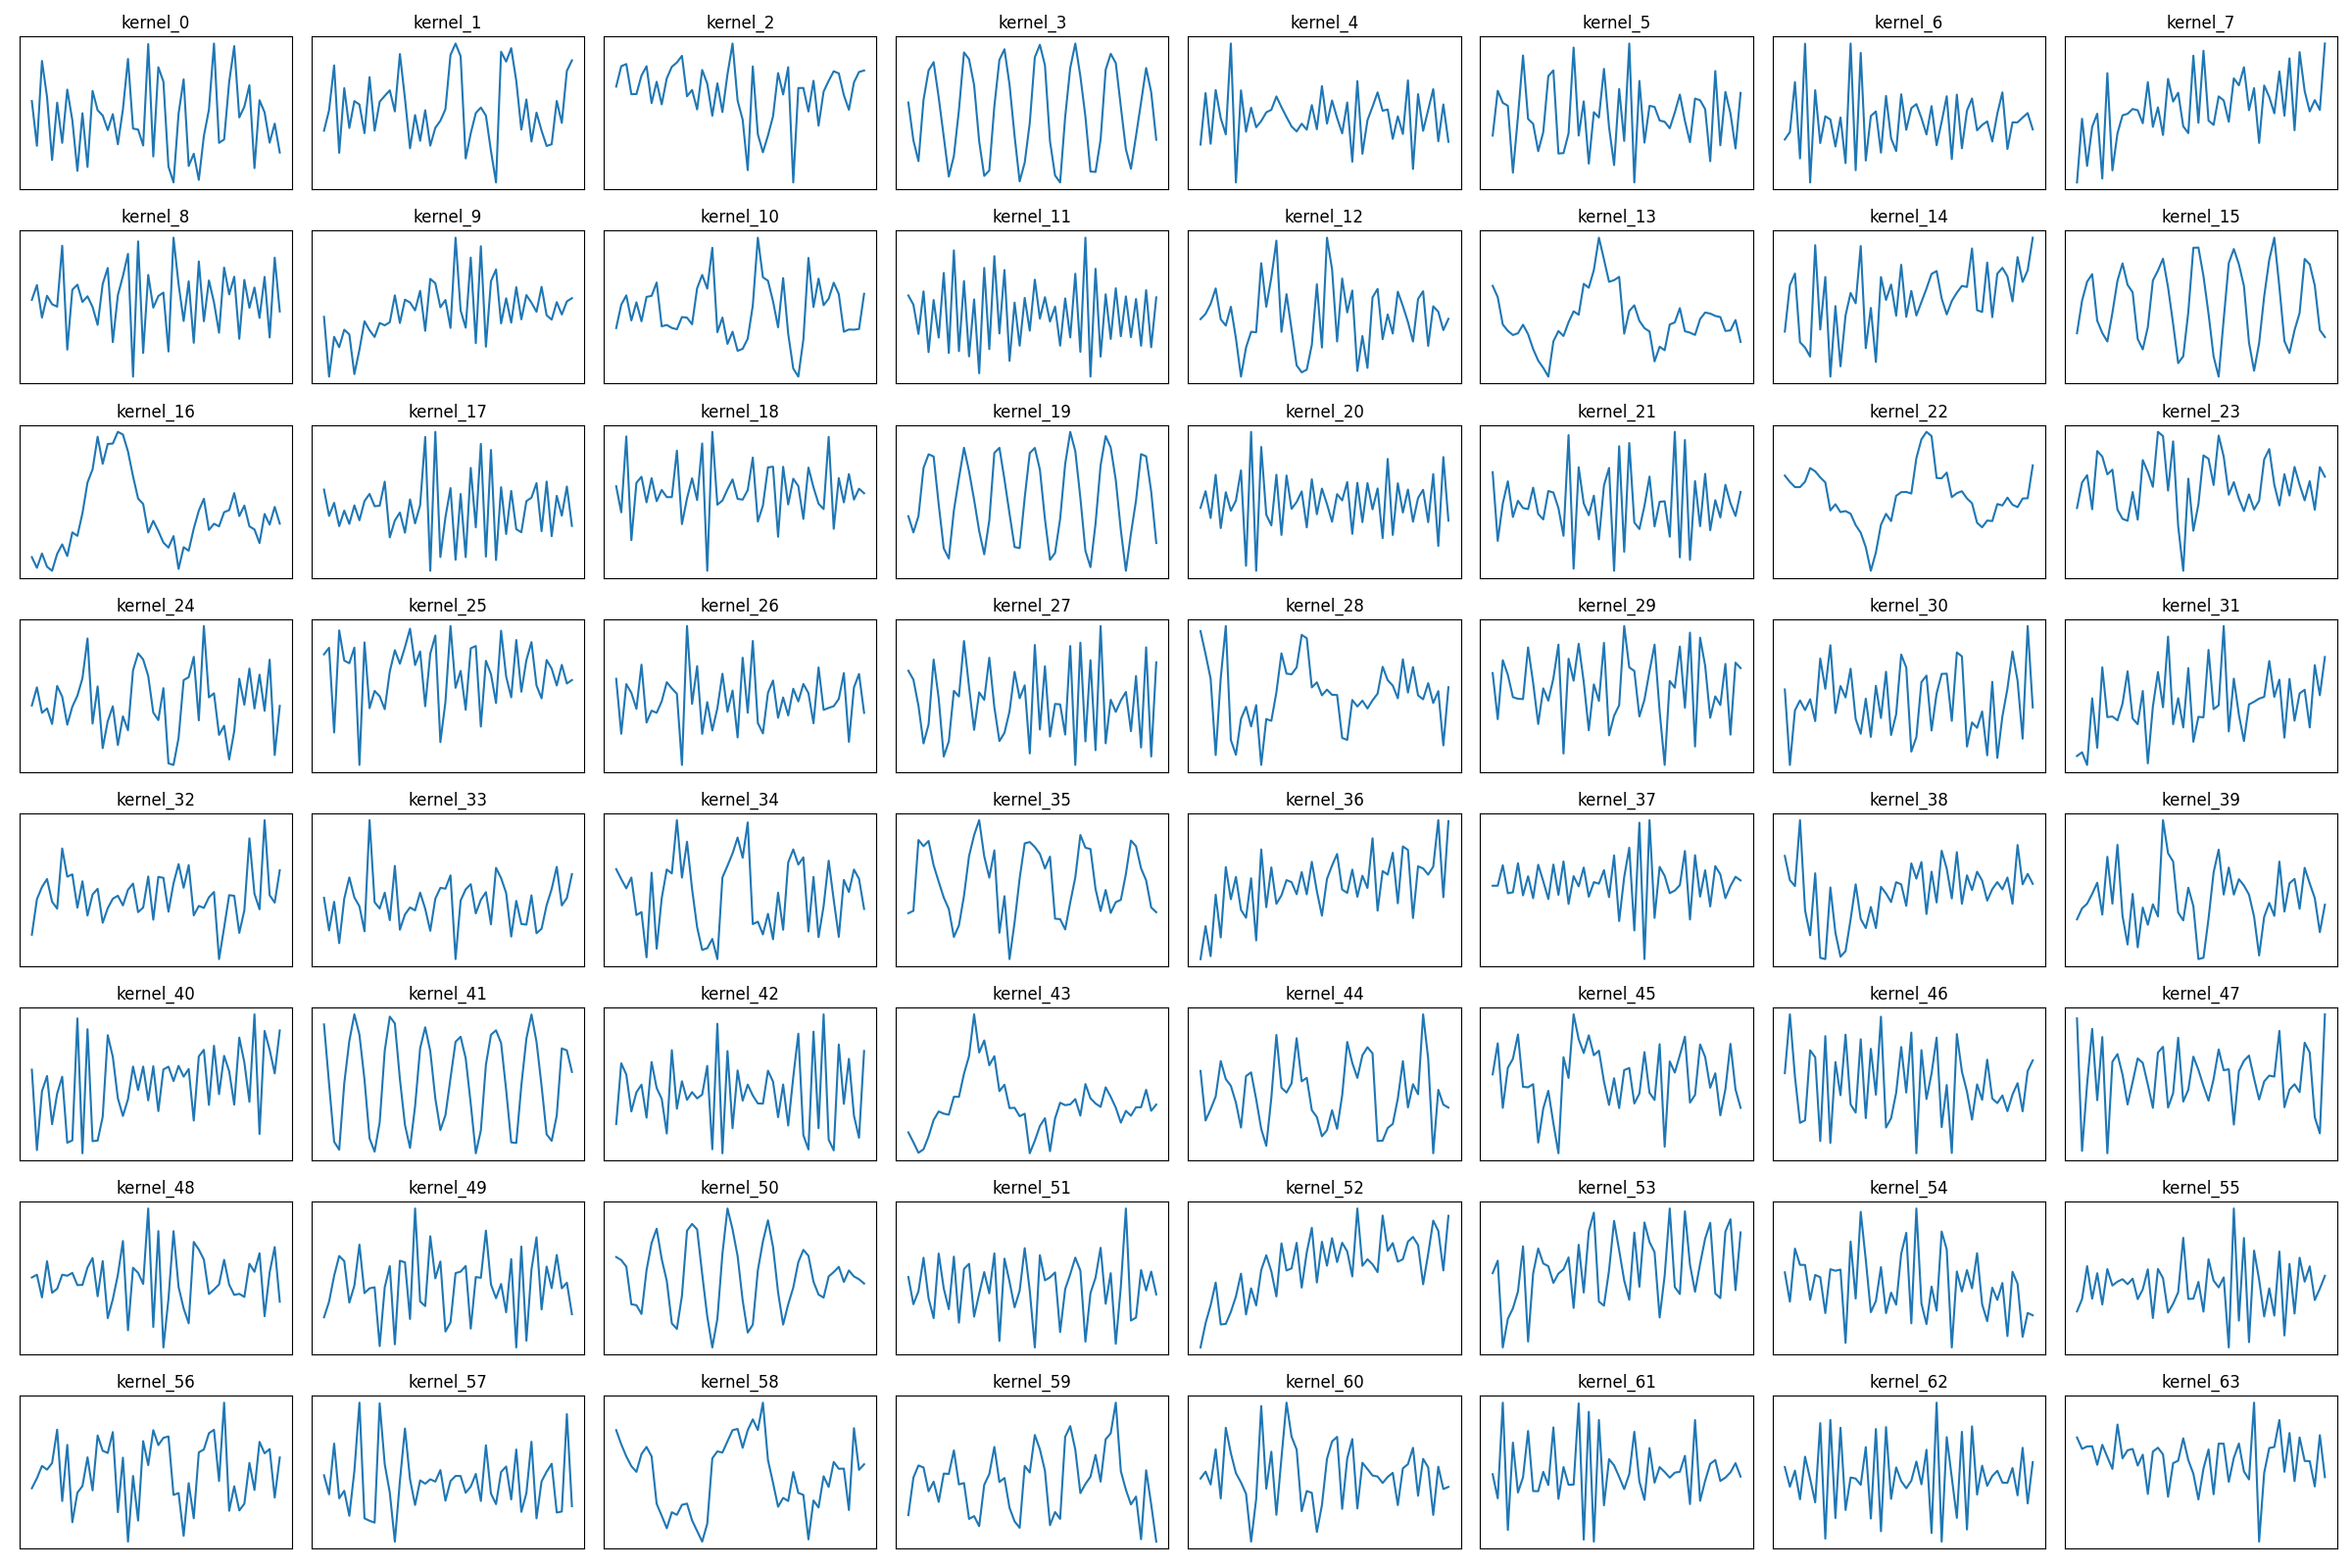 kernel_0 kernel_1 kernel_2 kernel_3 kernel_4 kernel_5 kernel_6 kernel_7
kernel_8 kernel_9 kernel_10 kernel_11 kernel_12 kernel_13 kernel_14 kernel_15
kernel_16 kernel_17 kernel_18 kernel_19 kernel_20 kernel_21 kernel_22 kernel_23
kernel_24 kernel_25 kernel_26 kernel_27 kernel_28 kernel_29 kernel_30 kernel_31
kernel_32 kernel_33 kernel_34 kernel_35 kernel_36 kernel_37 kernel_38 kernel_39
kernel_40 kernel_41 kernel_42 kernel_43 kernel_44 kernel_45 kernel_46 kernel_47
kernel_48 kernel_49 kernel_50 kernel_51 kernel_52 kernel_53 kernel_54 kernel_55
kernel_56 kernel_57 kernel_58 kernel_59 kernel_60 kernel_61 kernel_62 kernel_63